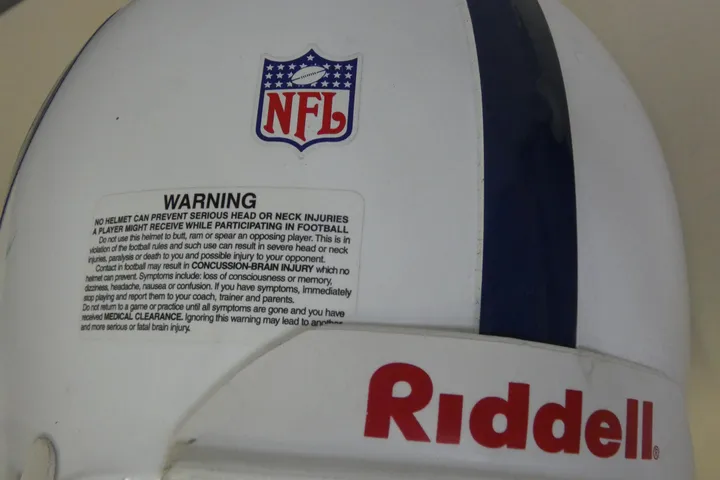 NFL
WARNING
NO HELMET CAN PREVENT SERIOUS HEAD OR NECK INJURIES
A PLAYER MIGHT RECEIVE WHILE PARTICIPATING IN FOOTBALL
Do not use this helmet to butt, ram or spear an opposing player. This is in
violation of the football rules and such use can result in severe head or neck
injuries, paralysis or death to you and possible injury to your opponent.
Contact in football may result in CONCUSSION-BRAIN INJURY which no
helmet can prevent. Symptoms include: loss of consciousness or memory,
dizziness, headache, nausea or confusion. If you have symptoms, immediately
stop playing and report them to your coach, trainer and parents.
Do not return to a game or practice until all symptoms are gone and you have
received MEDICAL CLEARANCE. Ignoring this warning may lead to another
and more serious or fatal brain injury.
Riddell®